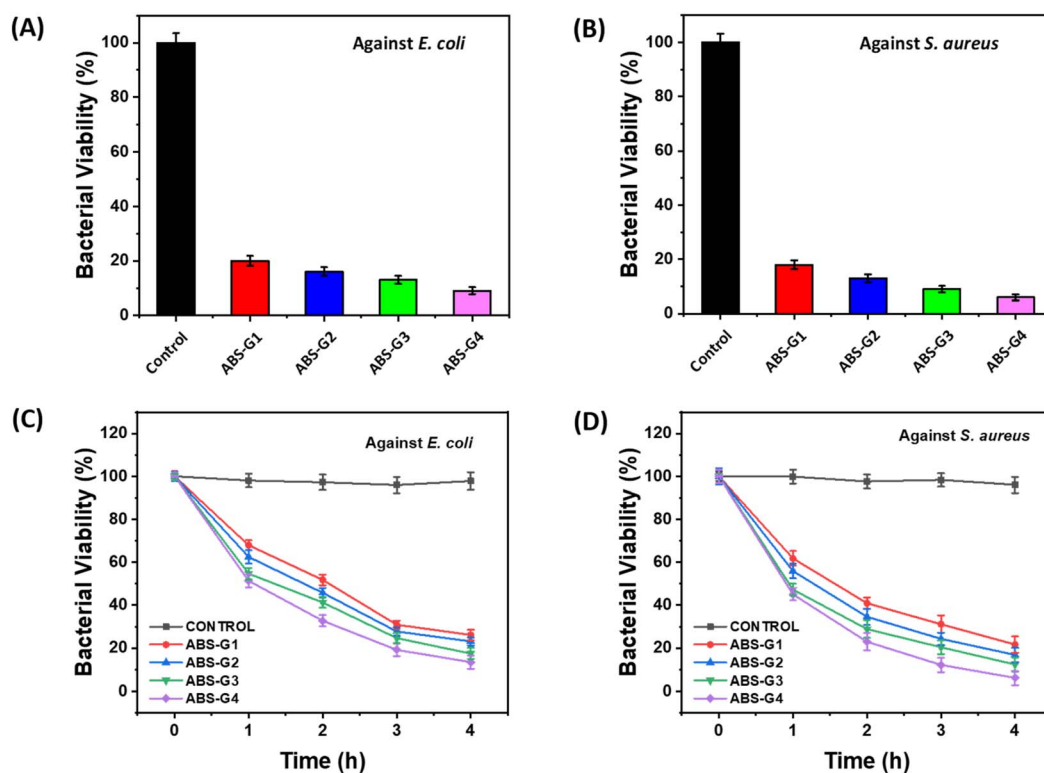 (A)
Against E. coli
Bacterial Viability (%)
100
80
60
40
20
0
Control
ABS-G1
ABS-G2
ABS-G3
ABS-G4
(B)
Against S. aureus
Bacterial Viability (%)
100
80
60
40
20
0
Control
ABS-G1
ABS-G2
ABS-G3
ABS-G4
(C)
Against E. coli
Bacterial Viability (%)
120
100
80
60
40
20
0
CONTROL
ABS-G1
ABS-G2
ABS-G3
ABS-G4
0 1 2 3 4
Time (h)
(D)
Against S. aureus
Bacterial Viability (%)
120
100
80
60
40
20
0
CONTROL
ABS-G1
ABS-G2
ABS-G3
ABS-G4
0 1 2 3 4
Time (h)